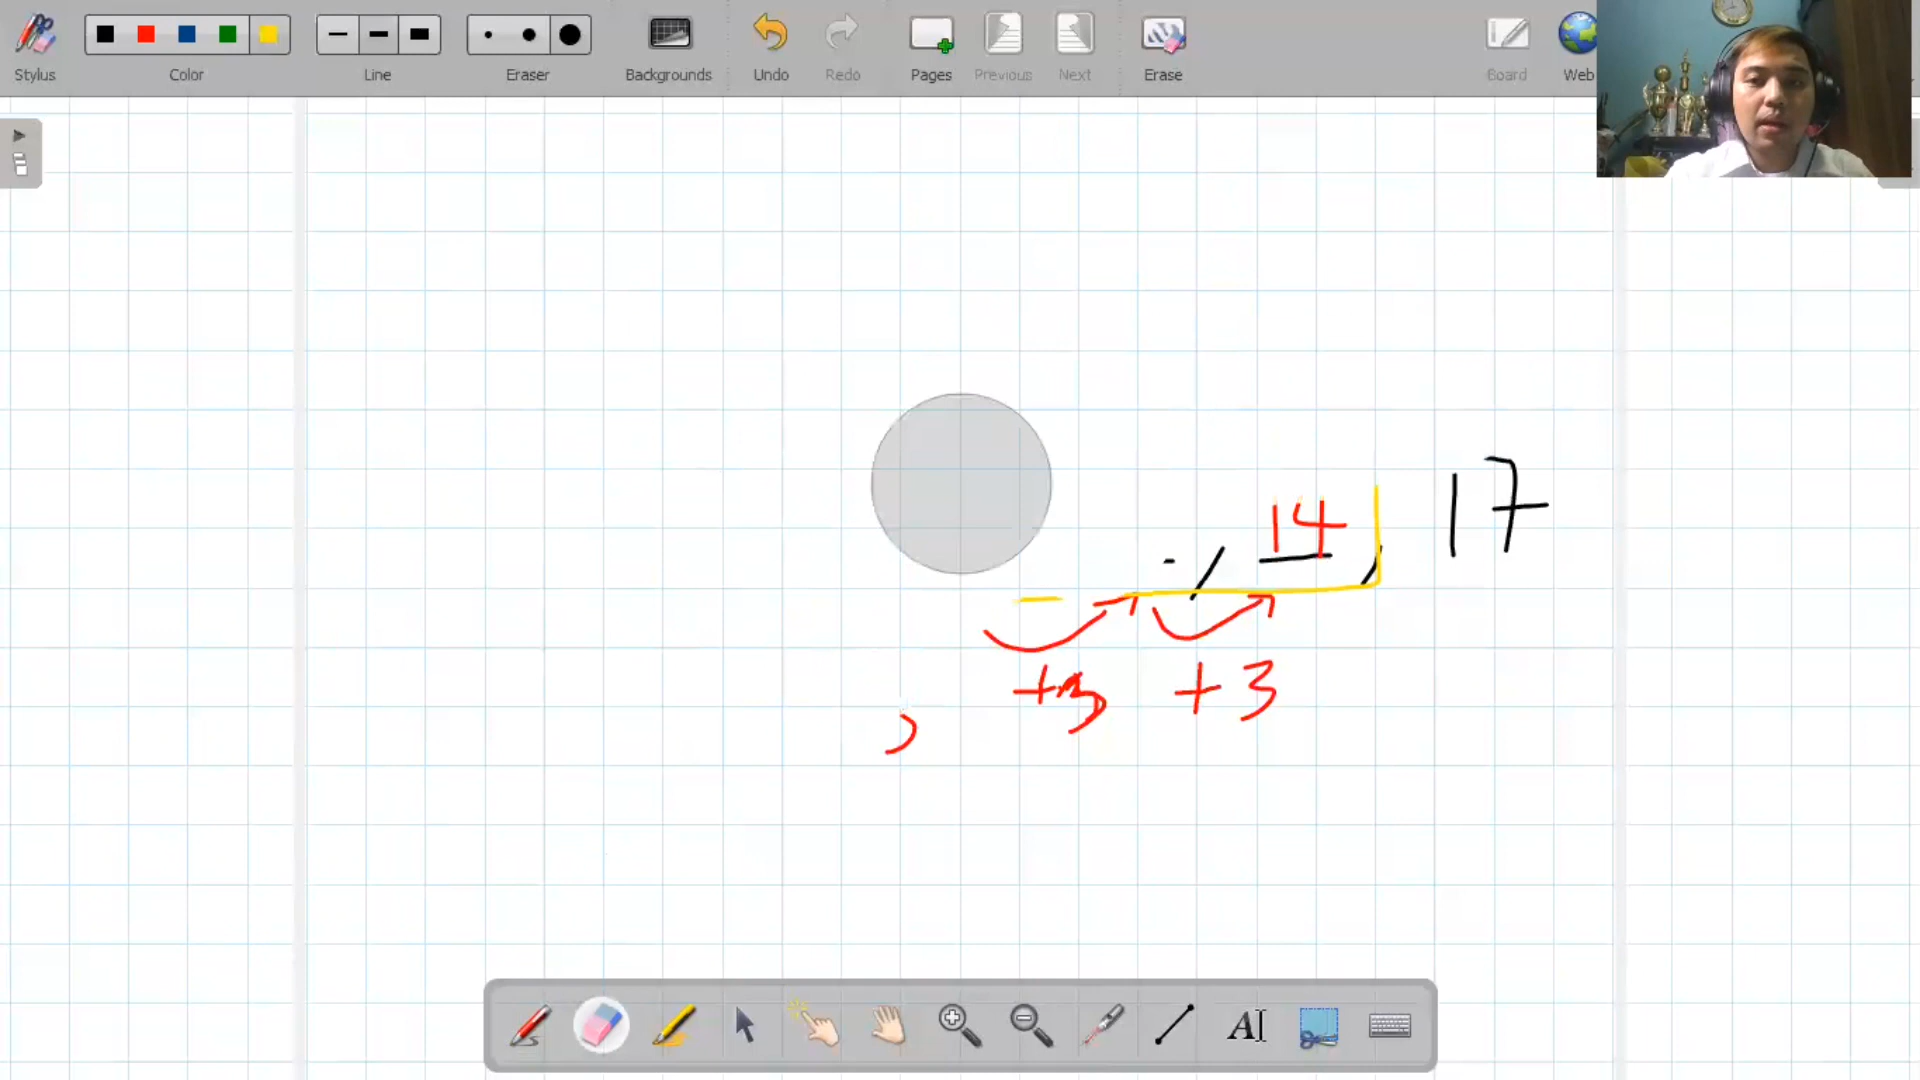 Stylus Color Line Eraser Backgrounds Undo Redo Pages Previous Next Erase Board Web
14, 17
+3 +3